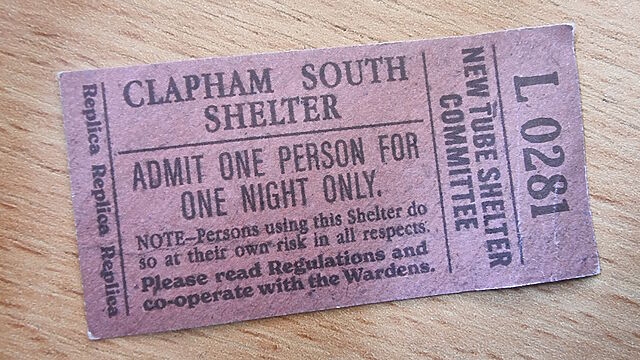 Replica Replica Replica
CLAPHAM SOUTH
SHELTER
ADMIT ONE PERSON FOR
ONE NIGHT ONLY.
NOTE—Persons using this Shelter do
so at their own risk in all respects.
Please read Regulations and
co-operate with the Wardens.
NEW TUBE SHELTER
COMMITTEE
L 0281